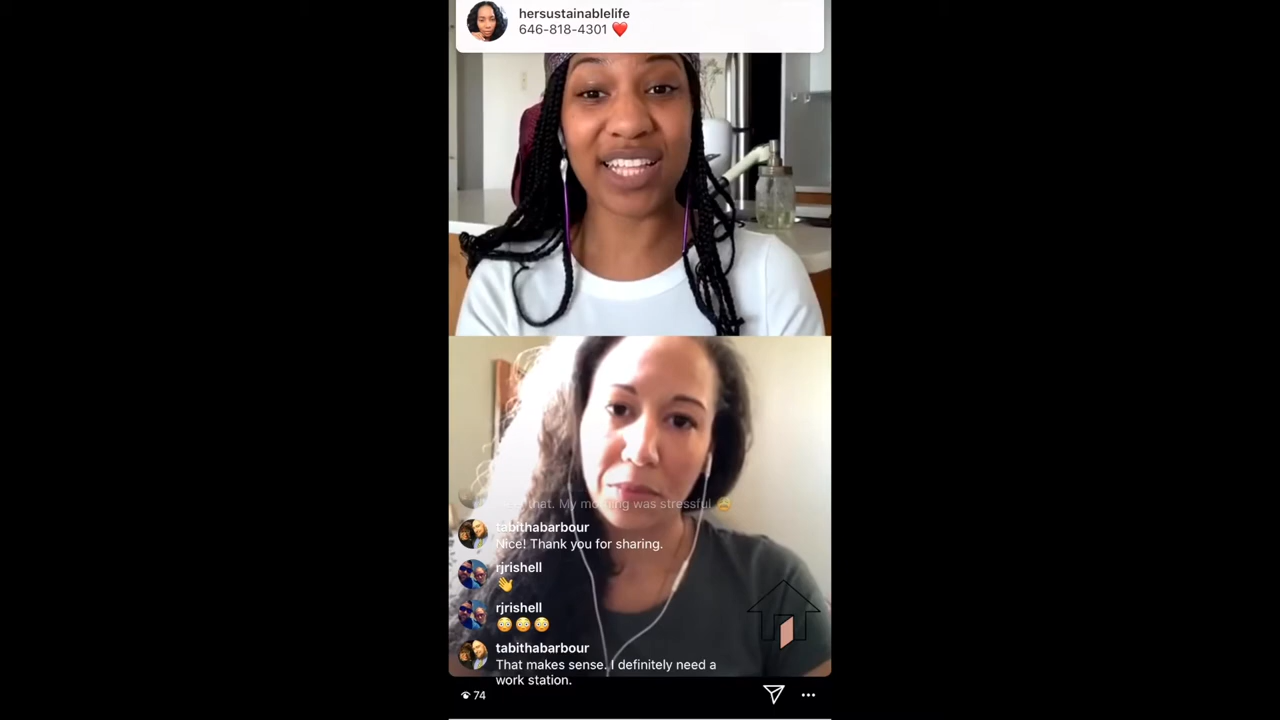 hersustainablelife
646-818-4301 ❤️
that. My morning was stressful 😩
tabithabarbour
Nice! Thank you for sharing.
rjrishell
👋
rjrishell
😳😳😳
tabithabarbour
That makes sense. I definitely need a
work station.
74